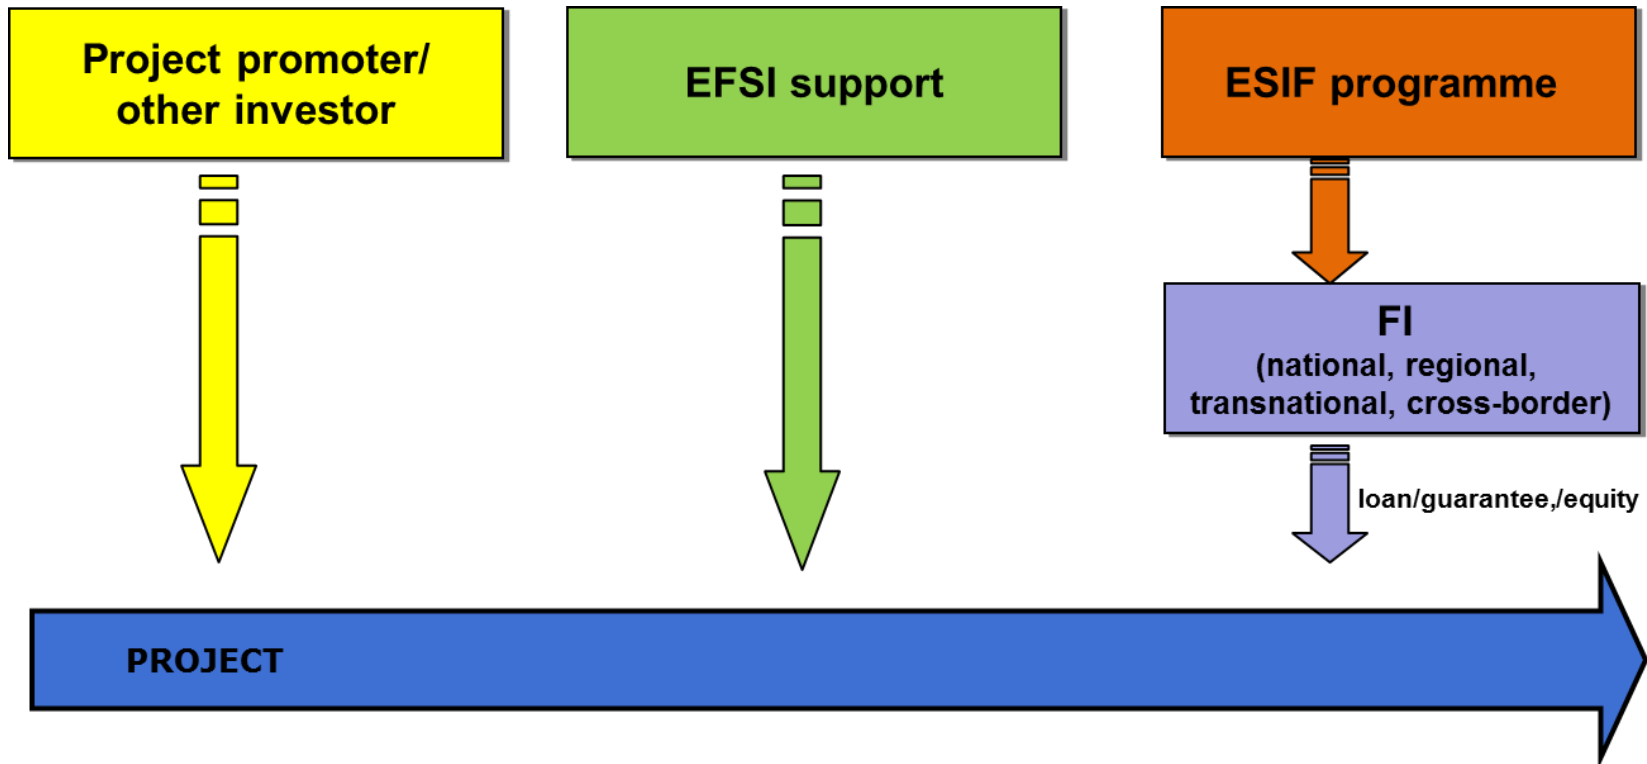 Project promoter/
other investor
EFSI support
ESIF programme
FI
(national, regional,
transnational, cross-border)
loan/guarantee,/equity
PROJECT